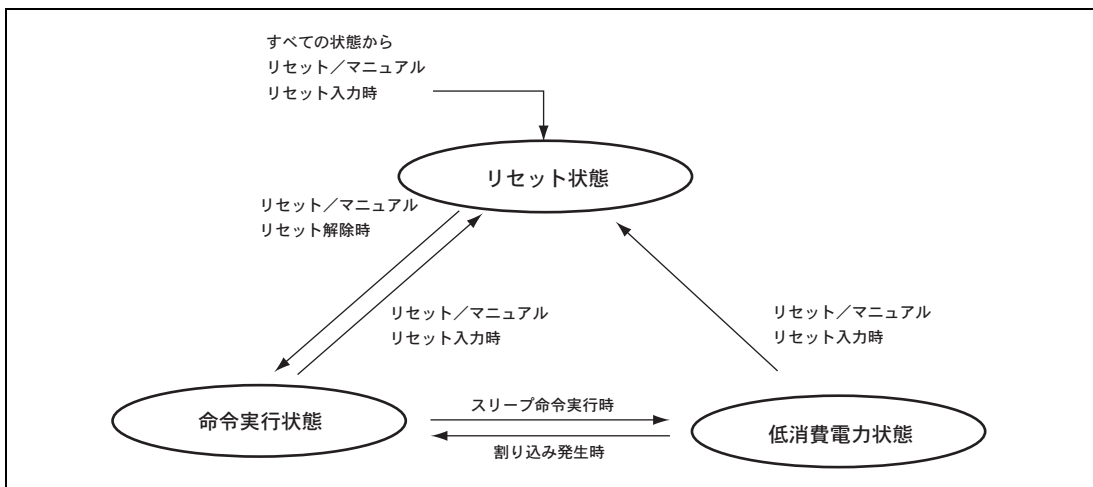 すべての状態から
リセット／マニュアル
リセット入力時
リセット状態
リセット／マニュアル
リセット解除時
リセット／マニュアル
リセット入力時
リセット／マニュアル
リセット入力時
命令実行状態
スリープ命令実行時
割り込み発生時
低消費電力状態